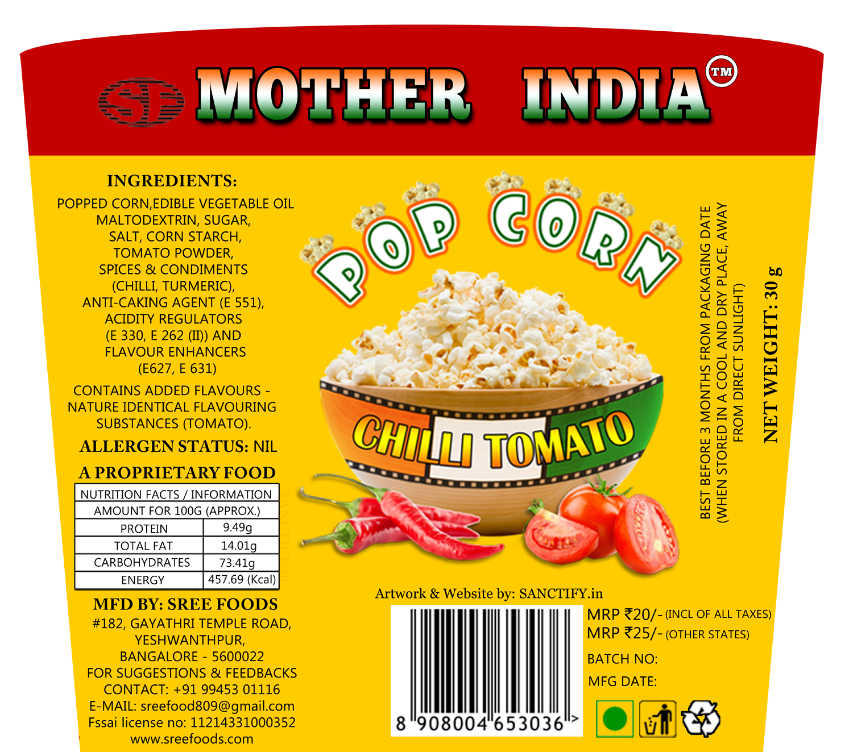 SF MOTHER INDIA TM
INGREDIENTS:
POPPED CORN,EDIBLE VEGETABLE OIL
MALTODEXTRIN, SUGAR,
SALT, CORN STARCH,
TOMATO POWDER,
SPICES & CONDIMENTS
(CHILLI, TURMERIC),
ANTI-CAKING AGENT (E 551),
ACIDITY REGULATORS
(E 330, E 262 (II)) AND
FLAVOUR ENHANCERS
(E627, E 631)
CONTAINS ADDED FLAVOURS -
NATURE IDENTICAL FLAVOURING
SUBSTANCES (TOMATO).
ALLERGEN STATUS: NIL
A PROPRIETARY FOOD
NUTRITION FACTS / INFORMATION
AMOUNT FOR 100G (APPROX.)
PROTEIN 9.49g
TOTAL FAT 14.01g
CARBOHYDRATES 73.41g
ENERGY 457.69 (Kcal)
MFD BY: SREE FOODS
#182, GAYATHRI TEMPLE ROAD,
YESHWANTHPUR,
BANGALORE - 5600022
FOR SUGGESTIONS & FEEDBACKS
CONTACT: +91 99453 01116
E-MAIL: sreefood809@gmail.com
Fssai license no: 11214331000352
www.sreefoods.com
POP CORN
CHILLI TOMATO
Artwork & Website by: SANCTIFY.in
8 908004 653036 >
BEST BEFORE 3 MONTHS FROM PACKAGING DATE
(WHEN STORED IN A COOL AND DRY PLACE, AWAY
FROM DIRECT SUNLIGHT)
NET WEIGHT: 30 g
MRP ₹20/- (INCL OF ALL TAXES)
MRP ₹25/- (OTHER STATES)
BATCH NO:
MFG DATE: